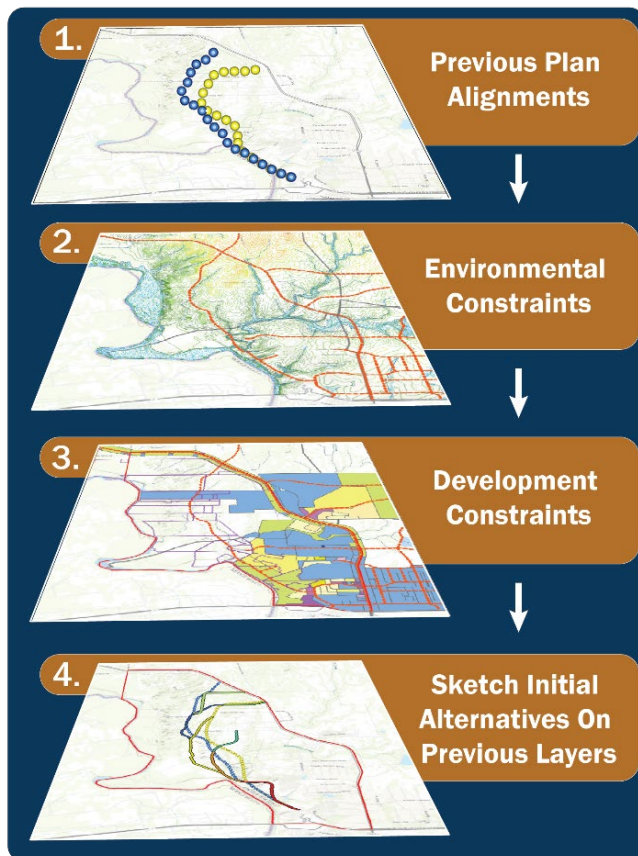 1.
Previous Plan
Alignments
2.
Environmental
Constraints
3.
Development
Constraints
4.
Sketch Initial
Alternatives On
Previous Layers